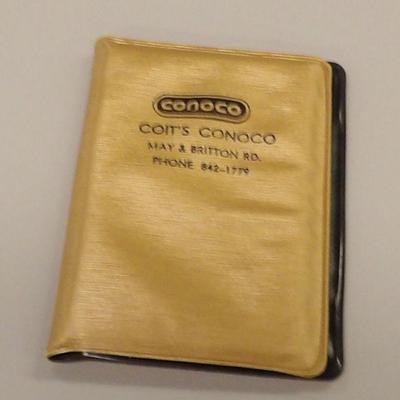 conoco
COIT'S CONOCO
MAY & BRITTON RD.
PHONE 842-1779